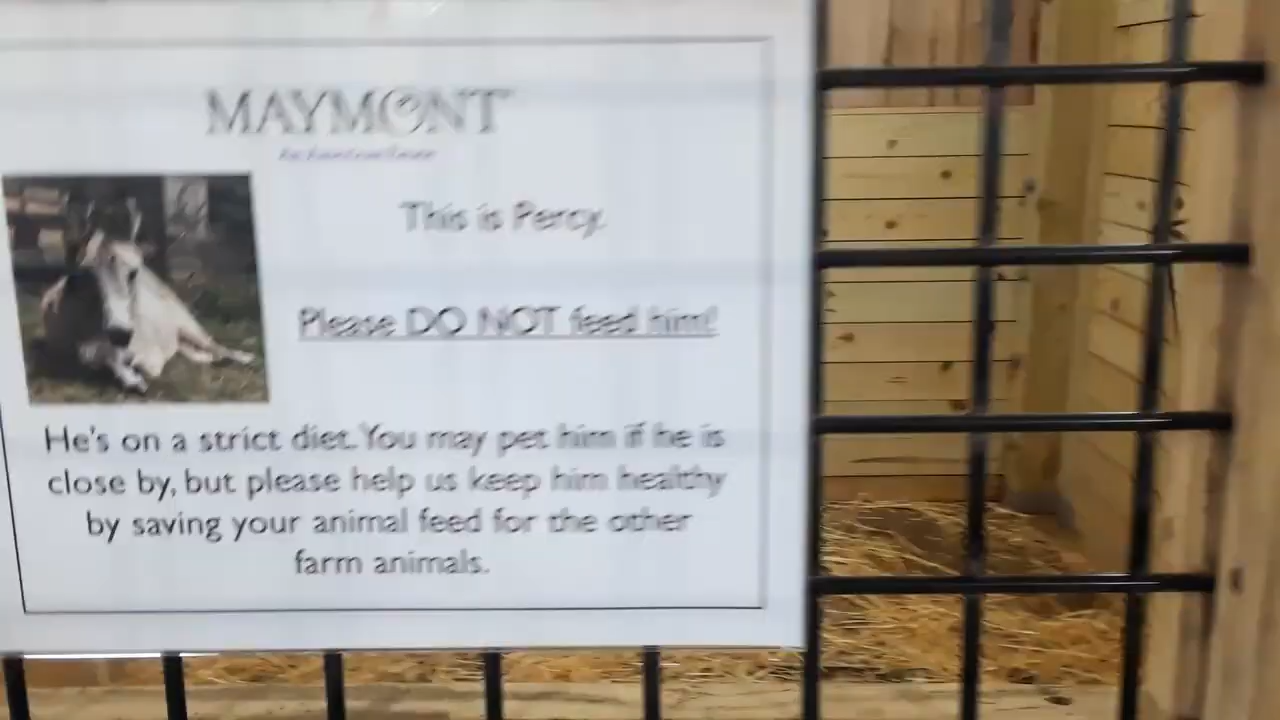 MAYMONT
This is Percy.
Please DO NOT feed him!
He's on a strict diet. You may pet him if he is
close by, but please help us keep him healthy
by saving your animal feed for the other
farm animals.